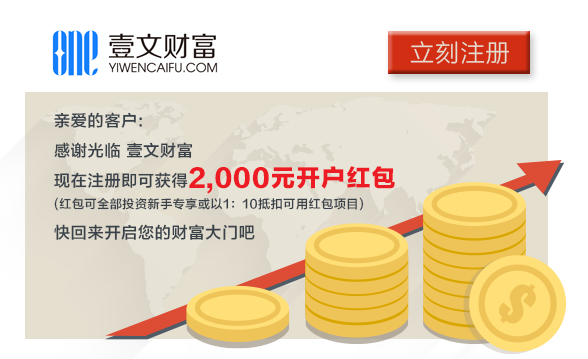 one 壹文财富
YIWENCAIFU.COM
立刻注册
亲爱的客户:
感谢光临 壹文财富
现在注册即可获得2,000元开户红包
(红包可全部投资新手专享或以1：10抵扣可用红包项目)
快回来开启您的财富大门吧
$